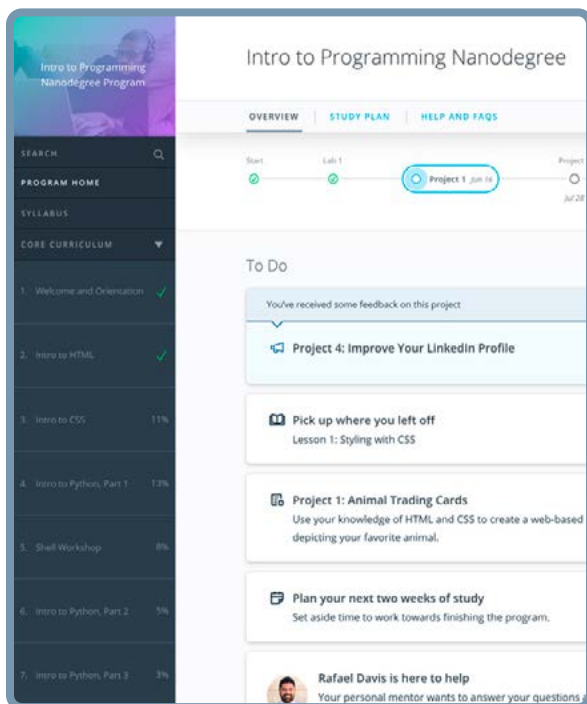 Intro to Programming
Nanodegree Program
SEARCH
PROGRAM HOME
SYLLABUS
CORE CURRICULUM
1. Welcome and Orientation
2. Intro to HTML
3. Intro to CSS 11%
4. Intro to Python, Part 1 13%
5. Shell Workshop 8%
6. Intro to Python, Part 2 5%
7. Intro to Python, Part 3 3%
Intro to Programming Nanodegree
OVERVIEW STUDY PLAN HELP AND FAQS
Start Lab 1 Project
Project 1 Jun 16
Jul 28
To Do
You've received some feedback on this project
Project 4: Improve Your LinkedIn Profile
Pick up where you left off
Lesson 1: Styling with CSS
Project 1: Animal Trading Cards
Use your knowledge of HTML and CSS to create a web-based
depicting your favorite animal.
Plan your next two weeks of study
Set aside time to work towards finishing the program.
Rafael Davis is here to help
Your personal mentor wants to answer your questions